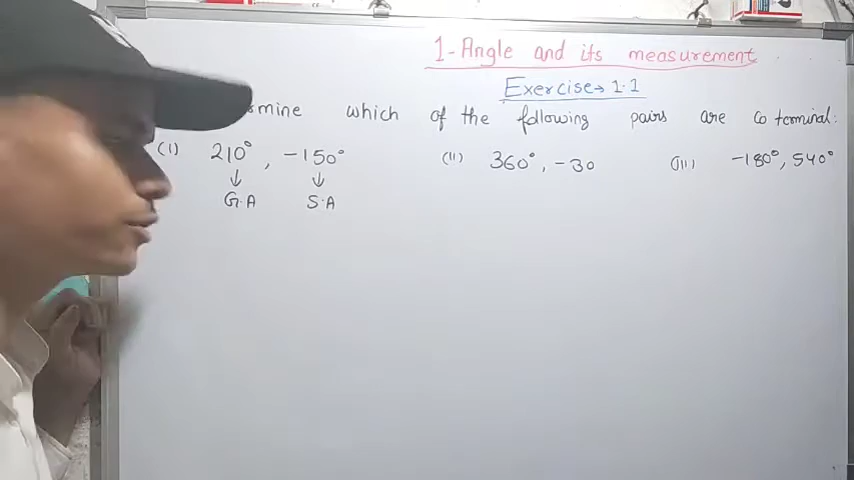 1-Angle and its measurement
Exercise→ 1.1
which of the following pairs are co terminal:
(i) 210°, -150° (ii) 360°, -30 (iii) -180°, 540°
↓ ↓
G.A S.A